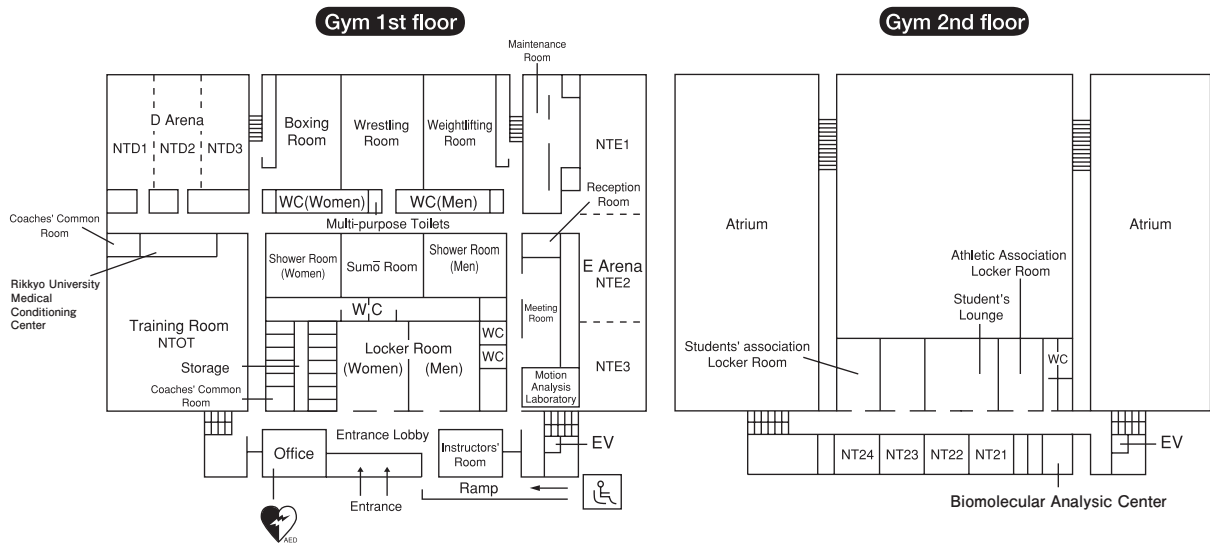 Gym 1st floor
Maintenance
Room
D Arena
NTD1
NTD2
NTD3
Boxing
Room
Wrestling
Room
Weightlifting
Room
NTE1
WC(Women)
WC(Men)
Reception
Room
Multi-purpose Toilets
Coaches' Common
Room
Rikkyo University
Medical
Conditioning
Center
Shower Room
(Women)
Sumō Room
Shower Room
(Men)
E Arena
NTE2
WC
Meeting
Room
Training Room
NTOT
Storage
Locker Room
(Women)
(Men)
WC
WC
NTE3
Coaches' Common
Room
Motion
Analysis
Laboratory
Office
Entrance Lobby
Instructors'
Room
EV
Ramp
Entrance
AED
Gym 2nd floor
Atrium
Atrium
Athletic Association
Locker Room
Student's
Lounge
Students' association
Locker Room
WC
NT24
NT23
NT22
NT21
EV
Biomolecular Analysic Center